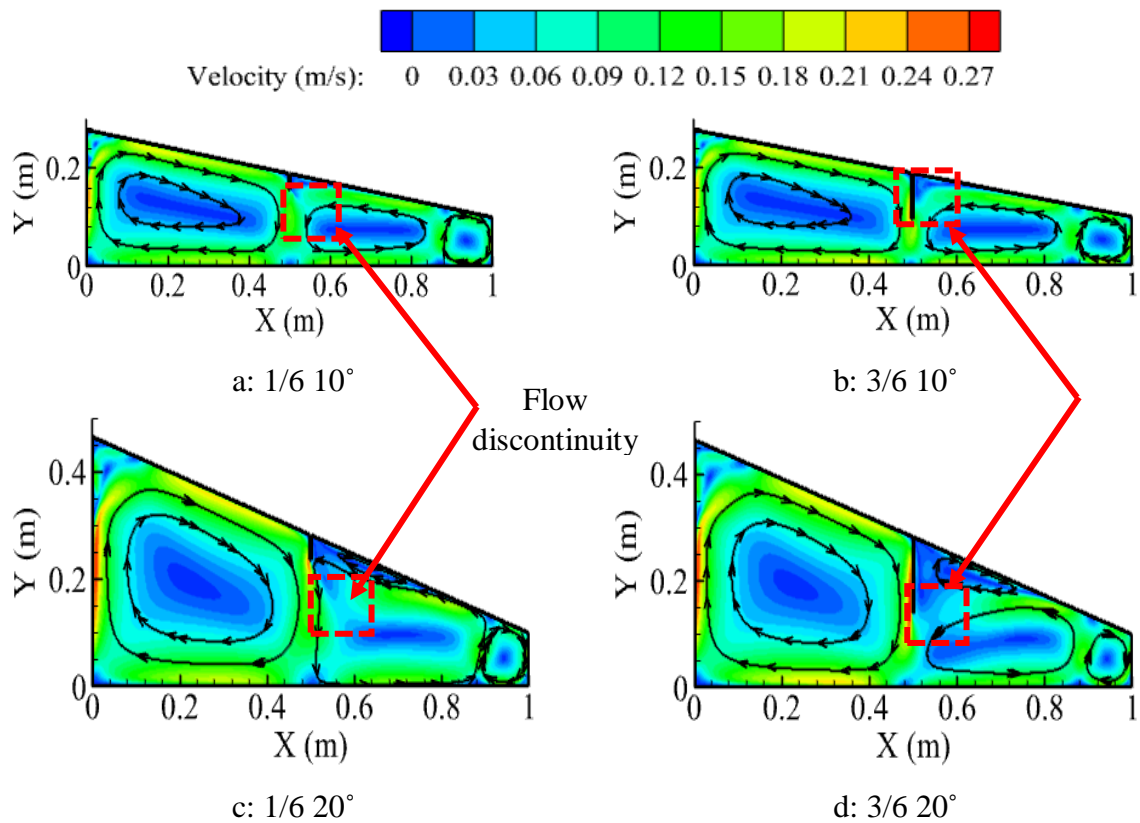 Velocity (m/s): 0 0.03 0.06 0.09 0.12 0.15 0.18 0.21 0.24 0.27
Y (m)
0.2
0
0 0.2 0.4 0.6 0.8 1
X (m)
a: 1/6 10˚
Y (m)
0.2
0
0 0.2 0.4 0.6 0.8 1
X (m)
b: 3/6 10˚
Flow
discontinuity
Y (m)
0.4
0.2
0
0 0.2 0.4 0.6 0.8 1
X (m)
c: 1/6 20˚
Y (m)
0.4
0.2
0
0 0.2 0.4 0.6 0.8 1
X (m)
d: 3/6 20˚